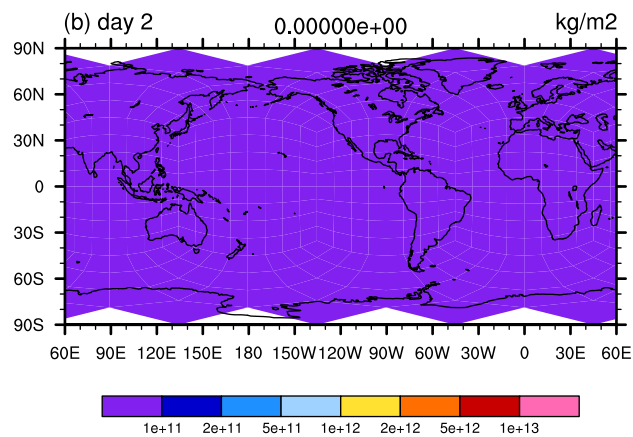 (b) day 2 0.00000e+00 kg/m2
90N
60N
30N
0
30S
60S
90S
60E 90E 120E 150E 180 150W 120W 90W 60W 30W 0 30E 60E
1e+11 2e+11 5e+11 1e+12 2e+12 5e+12 1e+13